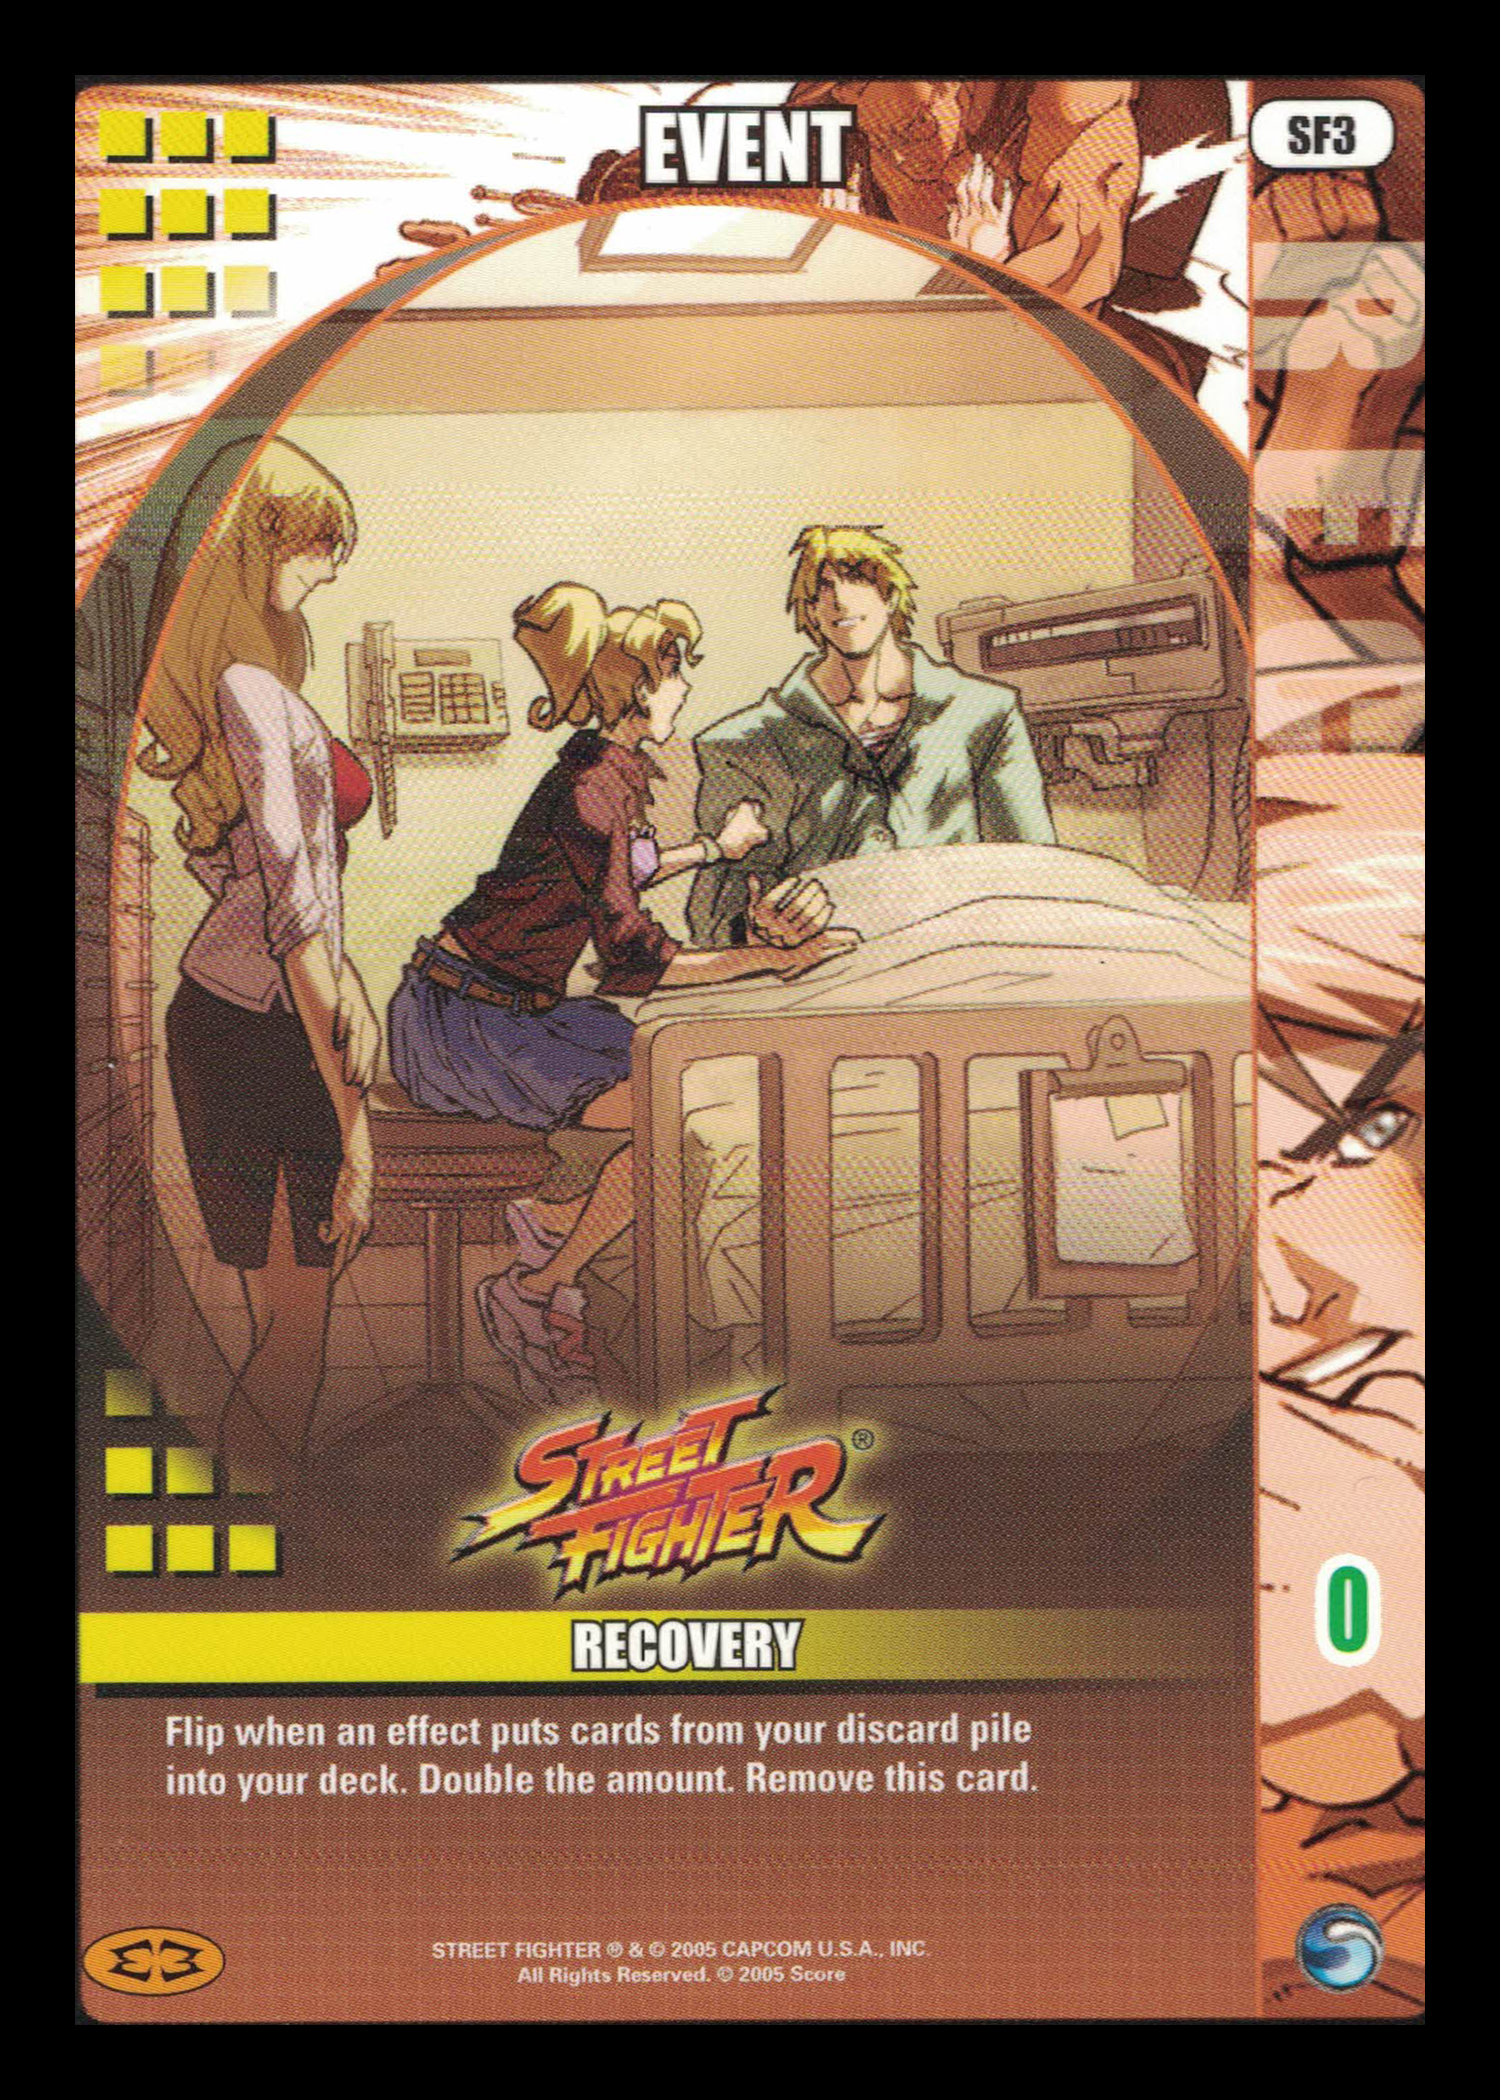 EVENT
SF3
STREET
FIGHTER ®
RECOVERY
0
Flip when an effect puts cards from your discard pile
into your deck. Double the amount. Remove this card.
STREET FIGHTER ® & © 2005 CAPCOM U.S.A., INC.
All Rights Reserved. © 2005 Score